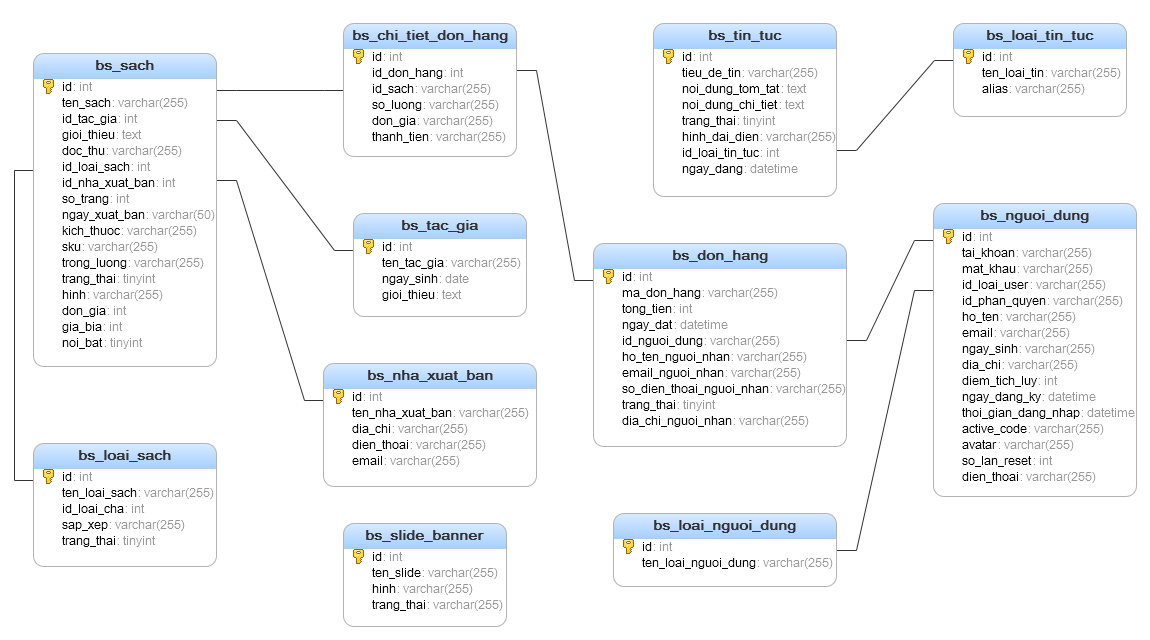 bs_sach
id: int
ten_sach: varchar(255)
id_tac_gia: int
gioi_thieu: text
doc_thu: varchar(255)
id_loai_sach: int
id_nha_xuat_ban: int
so_trang: int
ngay_xuat_ban: varchar(50)
kich_thuoc: varchar(255)
sku: varchar(255)
trong_luong: varchar(255)
trang_thai: tinyint
hinh: varchar(255)
don_gia: int
gia_bia: int
noi_bat: tinyint
bs_loai_sach
id: int
ten_loai_sach: varchar(255)
id_loai_cha: int
sap_xep: varchar(255)
trang_thai: tinyint
bs_chi_tiet_don_hang
id: int
id_don_hang: int
id_sach: varchar(255)
so_luong: varchar(255)
don_gia: varchar(255)
thanh_tien: varchar(255)
bs_tac_gia
id: int
ten_tac_gia: varchar(255)
ngay_sinh: date
gioi_thieu: text
bs_nha_xuat_ban
id: int
ten_nha_xuat_ban: varchar(255)
dia_chi: varchar(255)
dien_thoai: varchar(255)
email: varchar(255)
bs_slide_banner
id: int
ten_slide: varchar(255)
hinh: varchar(255)
trang_thai: varchar(255)
bs_tin_tuc
id: int
tieu_de_tin: varchar(255)
noi_dung_tom_tat: text
noi_dung_chi_tiet: text
trang_thai: tinyint
hinh_dai_dien: varchar(255)
id_loai_tin_tuc: int
ngay_dang: datetime
bs_don_hang
id: int
ma_don_hang: varchar(255)
tong_tien: int
ngay_dat: datetime
id_nguoi_dung: varchar(255)
ho_ten_nguoi_nhan: varchar(255)
email_nguoi_nhan: varchar(255)
so_dien_thoai_nguoi_nhan: varchar(255)
trang_thai: tinyint
dia_chi_nguoi_nhan: varchar(255)
bs_loai_nguoi_dung
id: int
ten_loai_nguoi_dung: varchar(255)
bs_loai_tin_tuc
id: int
ten_loai_tin: varchar(255)
alias: varchar(255)
bs_nguoi_dung
id: int
tai_khoan: varchar(255)
mat_khau: varchar(255)
id_loai_user: varchar(255)
id_phan_quyen: varchar(255)
ho_ten: varchar(255)
email: varchar(255)
ngay_sinh: varchar(255)
dia_chi: varchar(255)
diem_tich_luy: int
ngay_dang_ky: datetime
thoi_gian_dang_nhap: datetime
active_code: varchar(255)
avatar: varchar(255)
so_lan_reset: int
dien_thoai: varchar(255)